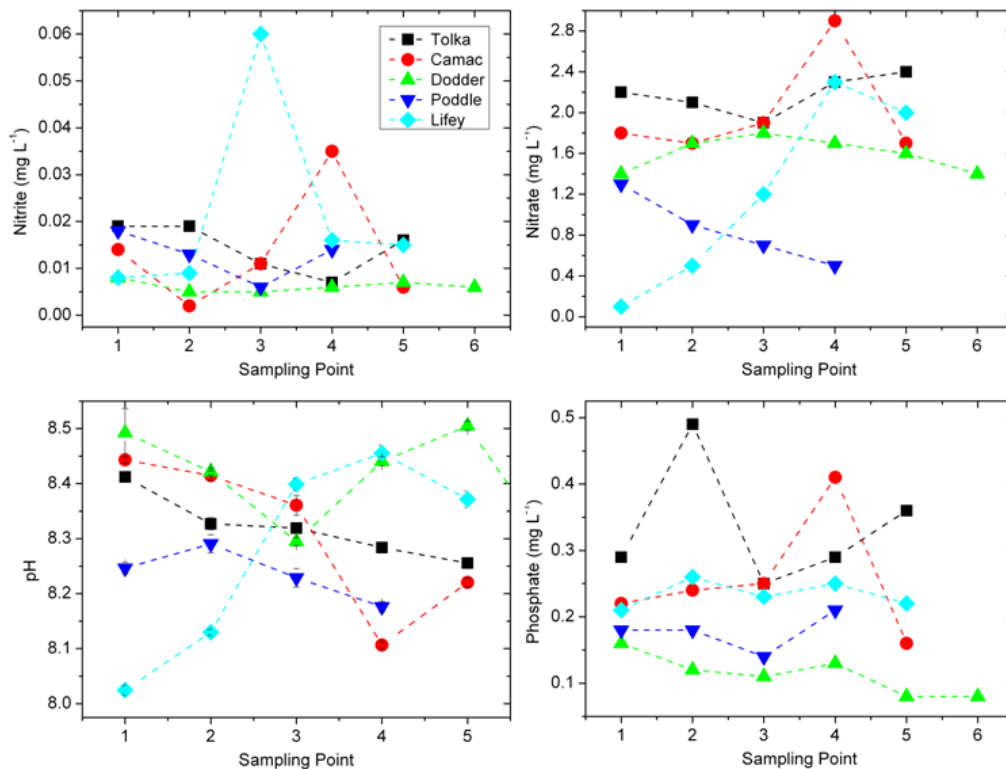 Nitrite (mg L⁻¹)
0.06
0.05
0.04
0.03
0.02
0.01
0.00
1 2 3 4 5 6
Sampling Point
Tolka
Camac
Dodder
Poddle
Lifey
Nitrate (mg L⁻¹)
2.8
2.4
2.0
1.6
1.2
0.8
0.4
0.0
1 2 3 4 5 6
Sampling Point
pH
8.5
8.4
8.3
8.2
8.1
8.0
1 2 3 4 5
Sampling Point
Phosphate (mg L⁻¹)
0.5
0.4
0.3
0.2
0.1
1 2 3 4 5 6
Sampling Point